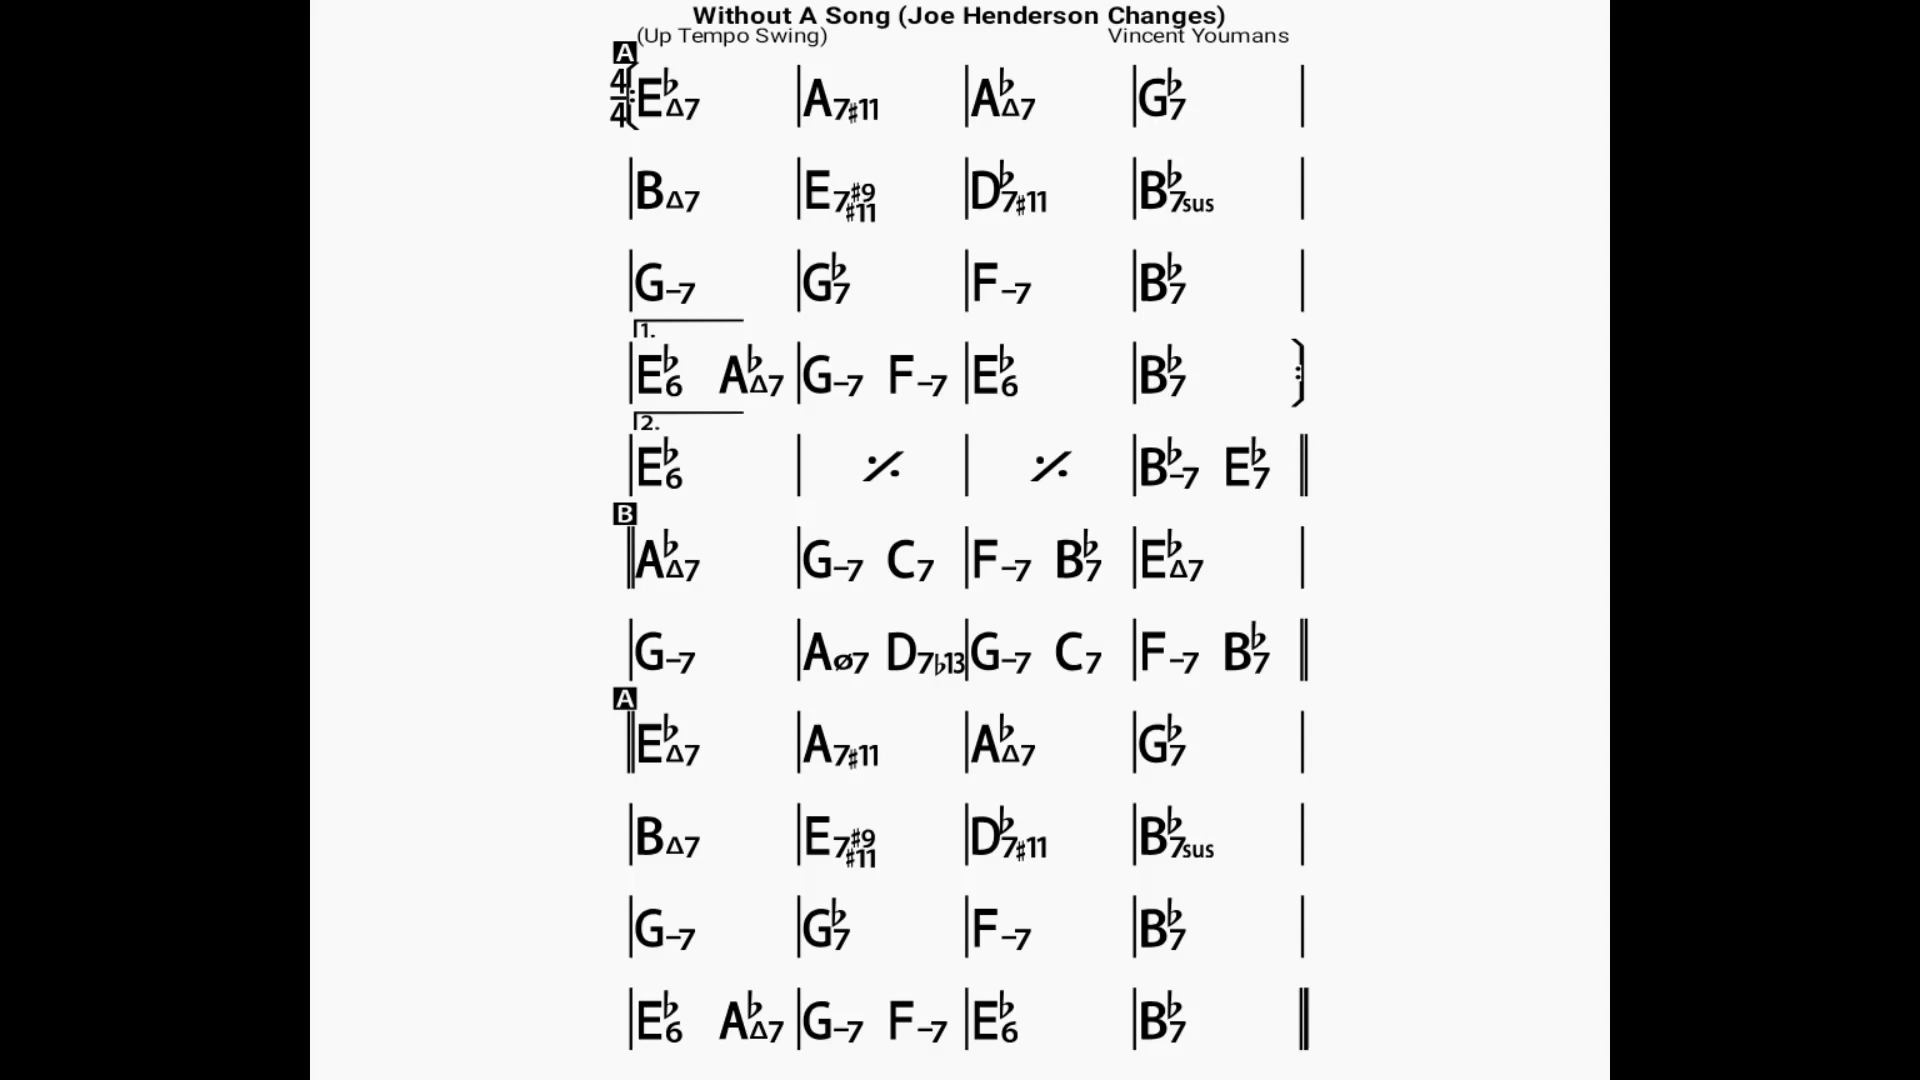 Without A Song (Joe Henderson Changes)
(Up Tempo Swing) Vincent Youmans
A
4/4 E♭Δ7 A7♯11 A♭Δ7 G♭7
BΔ7 E7♯9♯11 D♭7♯11 B♭7sus
G–7 G♭7 F–7 B♭7
1.
E♭6 A♭Δ7 G–7 F–7 E♭6 B♭7
2.
E♭6 𝄎 𝄎 B♭–7 E♭7
B
A♭Δ7 G–7 C7 F–7 B♭7 E♭Δ7
G–7 Aø7 D7♭13 G–7 C7 F–7 B♭7
A
E♭Δ7 A7♯11 A♭Δ7 G♭7
BΔ7 E7♯9♯11 D♭7♯11 B♭7sus
G–7 G♭7 F–7 B♭7
E♭6 A♭Δ7 G–7 F–7 E♭6 B♭7